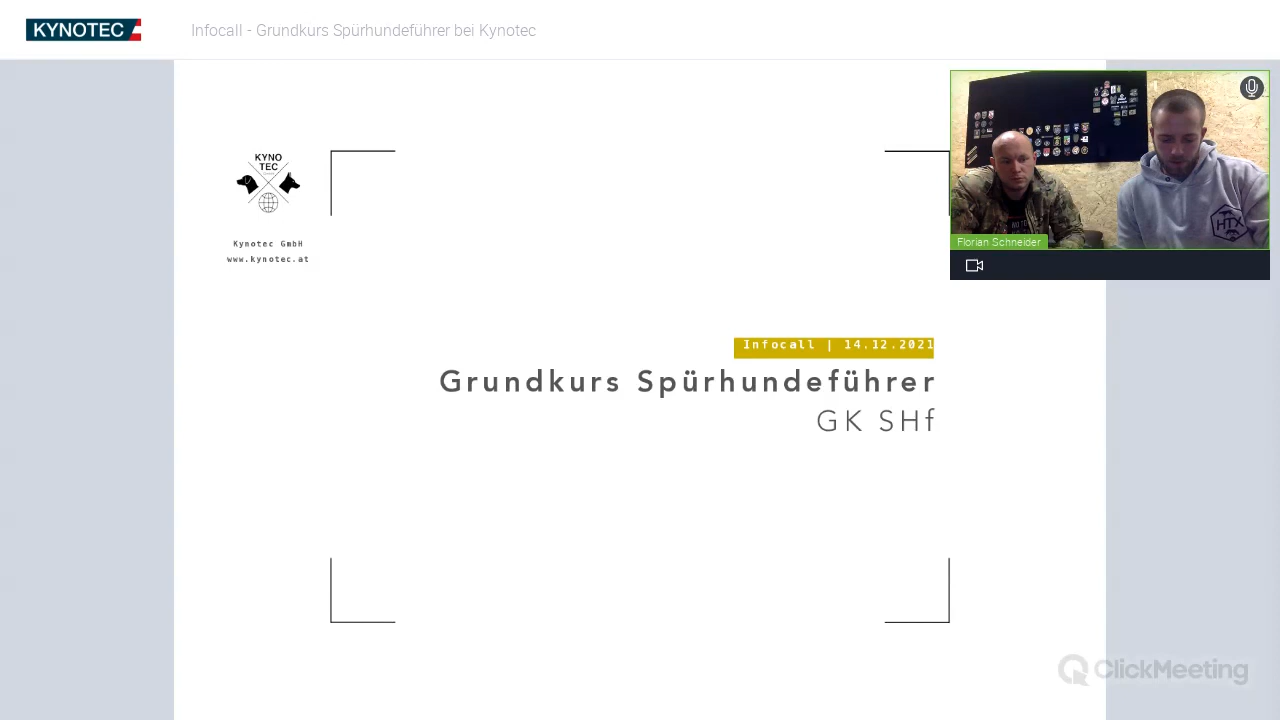 KYNOTEC
Infocall - Grundkurs Spürhundeführer bei Kynotec
KYNO
TEC
Kynotec GmbH
www.kynotec.at
HTX
Florian Schneider
Infocall | 14.12.2021
Grundkurs Spürhundeführer
GK SHf
ClickMeeting